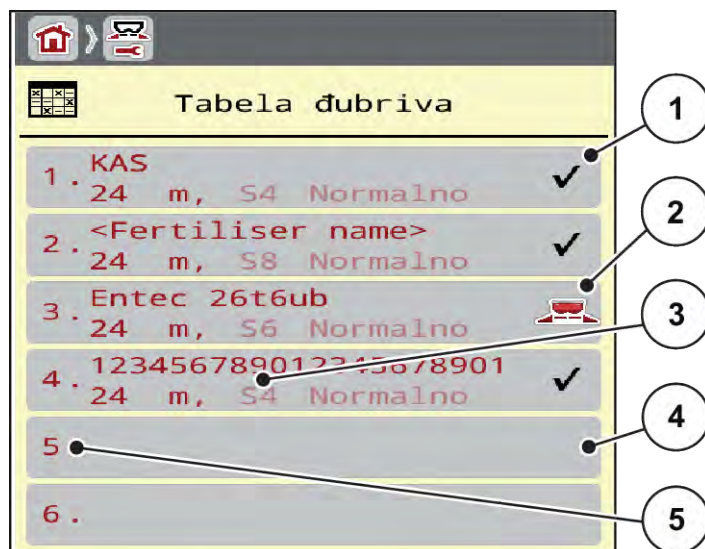 Tabela đubriva
1
1. KAS
24 m, S4 Normalno
2
2. <Fertiliser name>
24 m, S8 Normalno
3. Entec 26t6ub
24 m, S6 Normalno
3
4. 123456789012345678901
24 m, S4 Normalno
4
5
6.
5